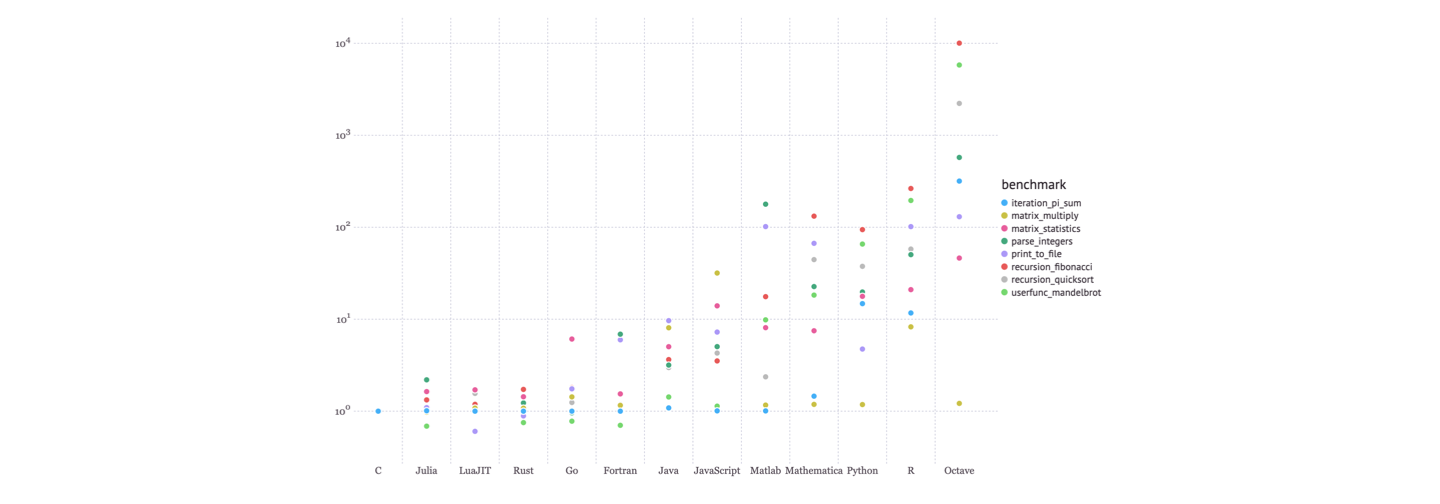 10^4
10^3
10^2
10^1
10^0
C Julia LuaJIT Rust Go Fortran Java JavaScript Matlab Mathematica Python R Octave
benchmark
iteration_pi_sum
matrix_multiply
matrix_statistics
parse_integers
print_to_file
recursion_fibonacci
recursion_quicksort
userfunc_mandelbrot